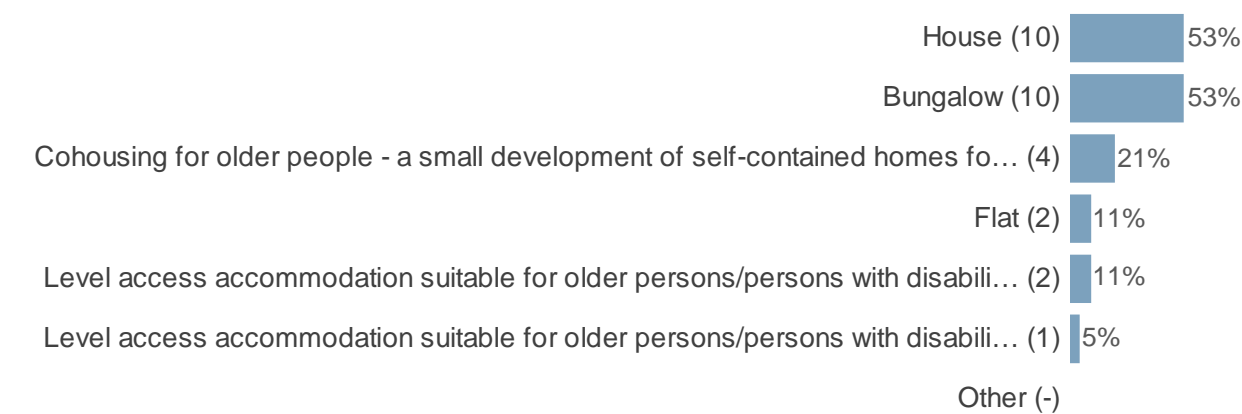 House (10) 53%
Bungalow (10) 53%
Cohousing for older people - a small development of self-contained homes fo… (4) 21%
Flat (2) 11%
Level access accommodation suitable for older persons/persons with disabili… (2) 11%
Level access accommodation suitable for older persons/persons with disabili… (1) 5%
Other (-)